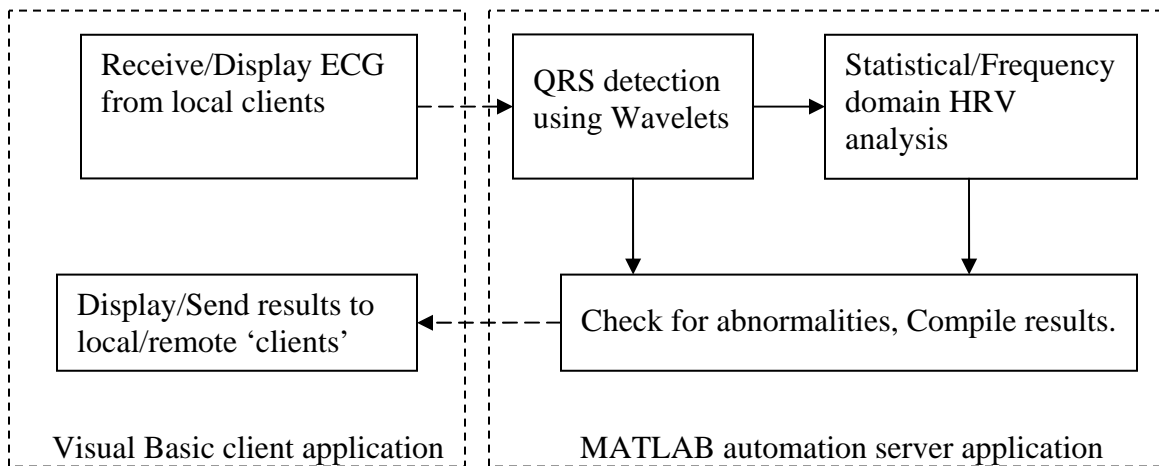 Receive/Display ECG
from local clients
QRS detection
using Wavelets
Statistical/Frequency
domain HRV
analysis
Display/Send results to
local/remote ‘clients’
Check for abnormalities, Compile results.
Visual Basic client application
MATLAB automation server application